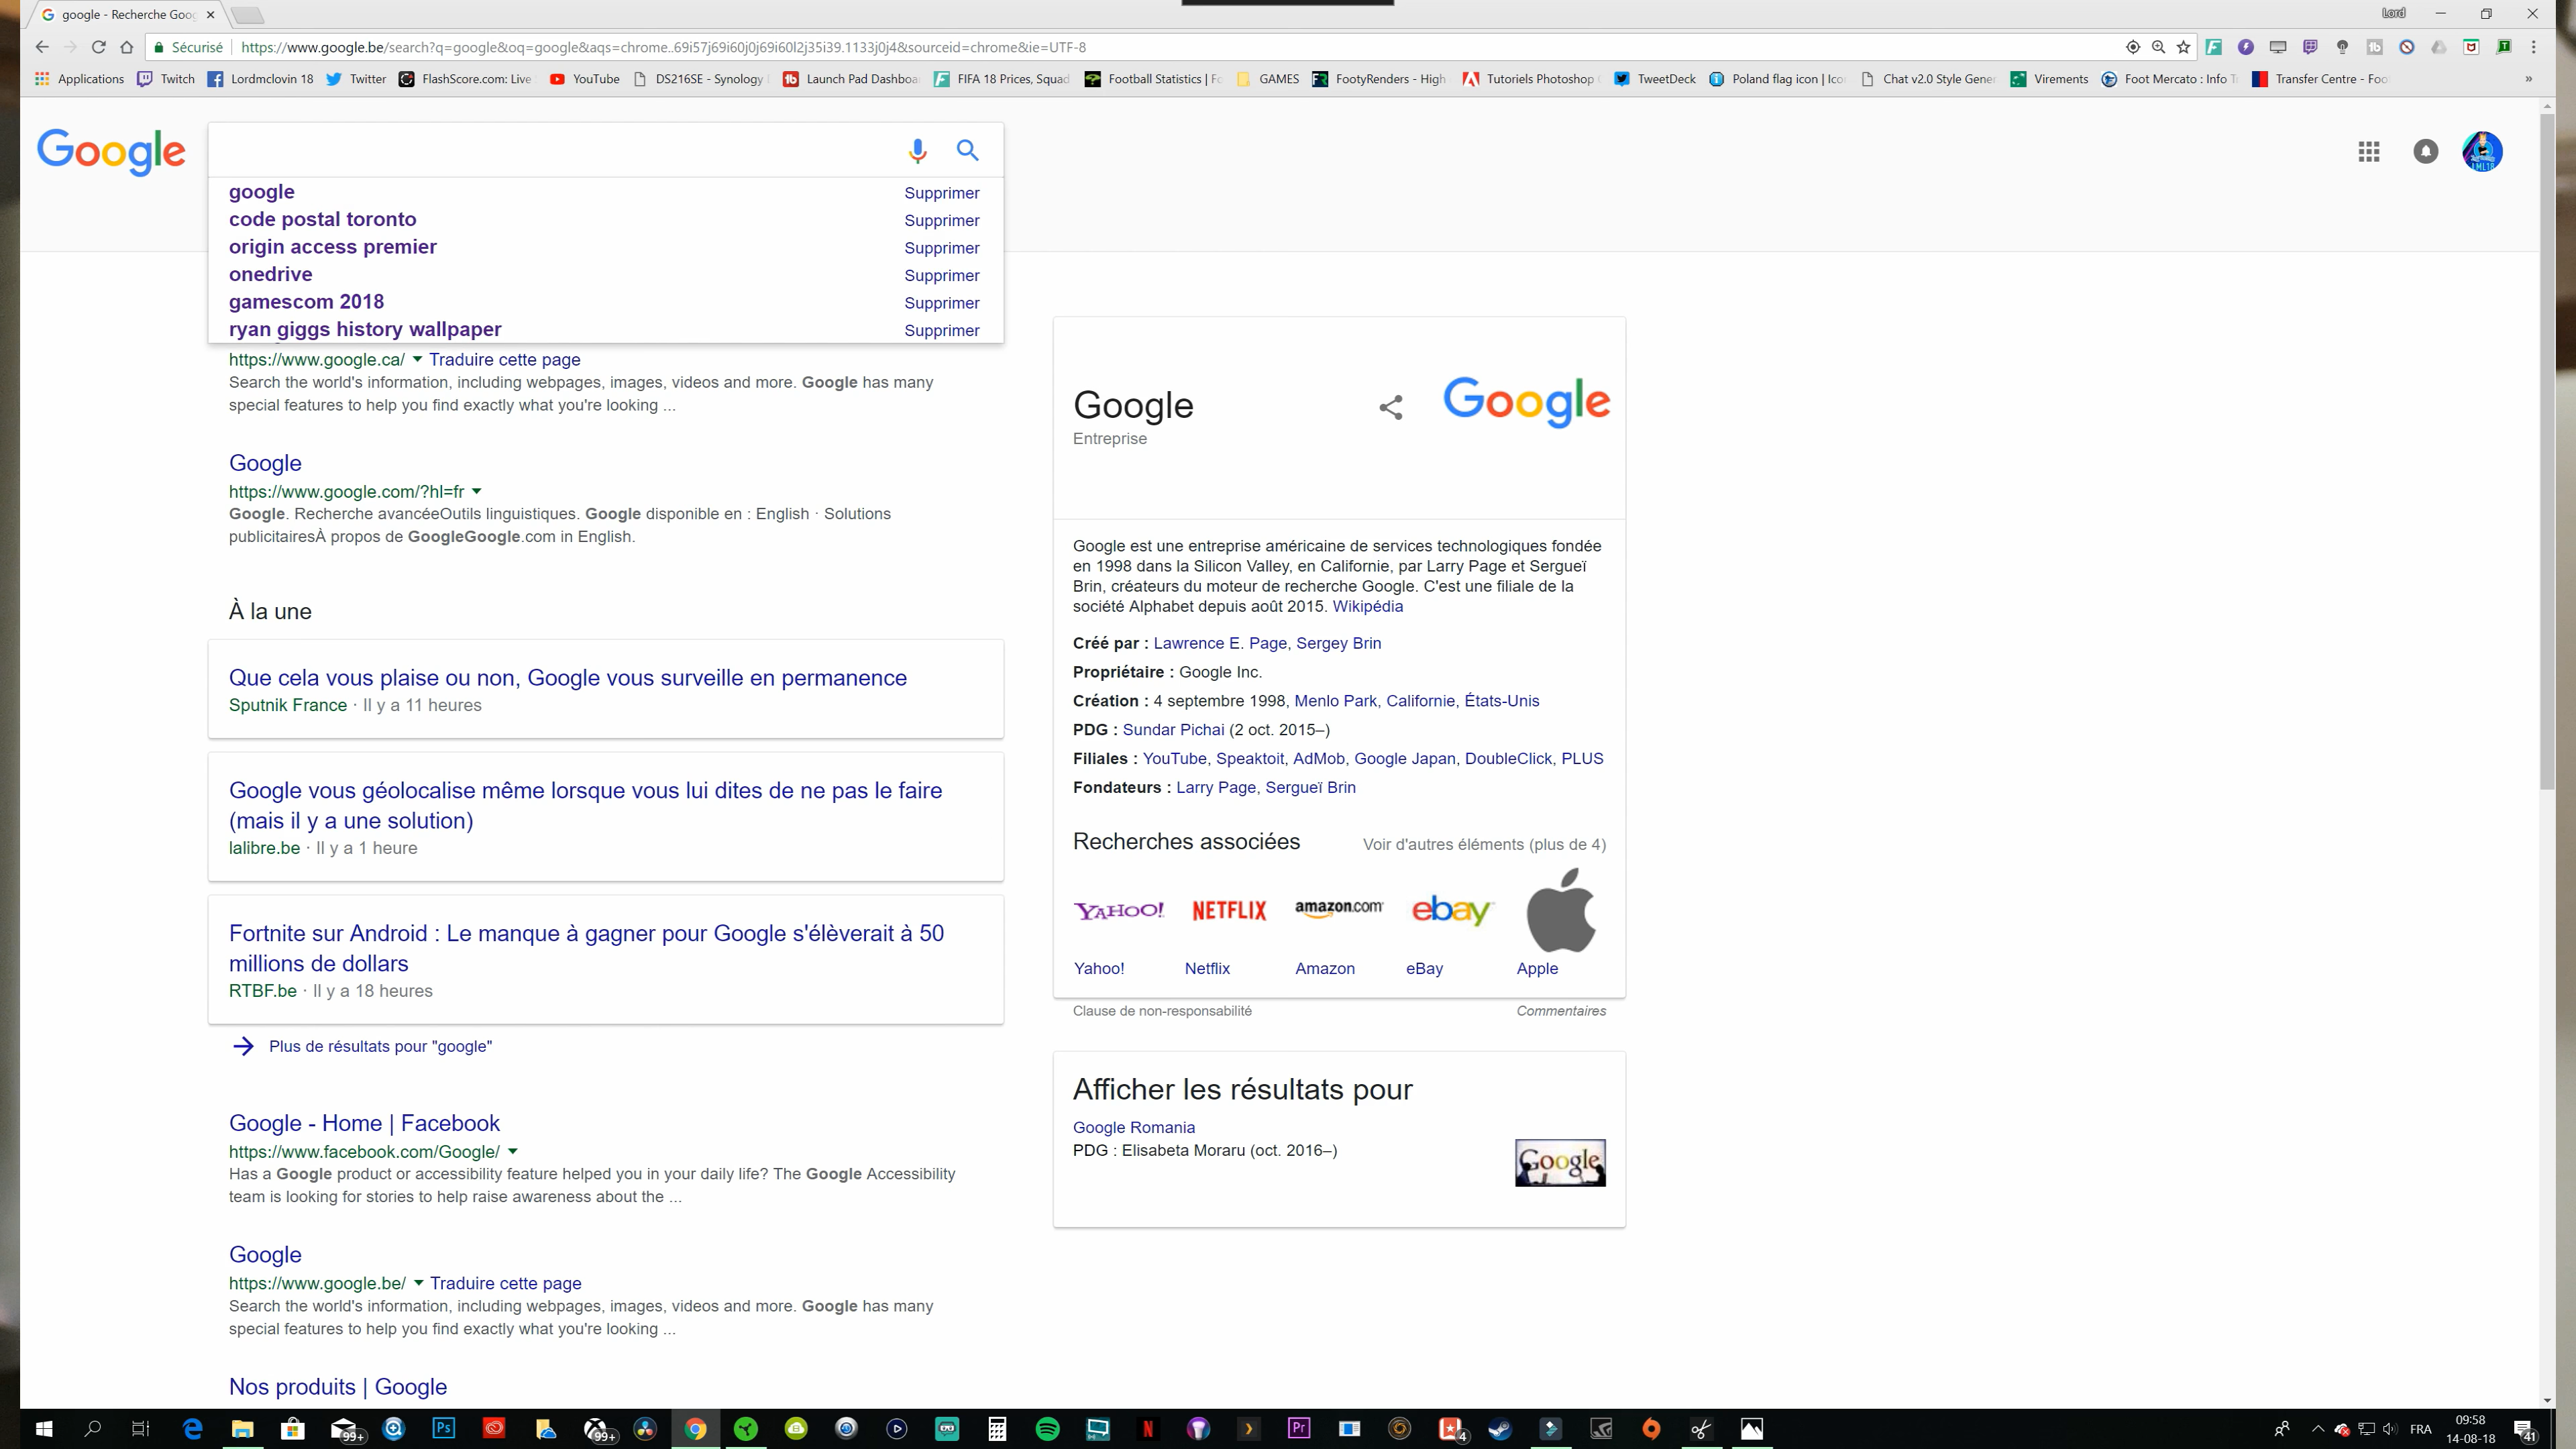 google - Recherche Goog
Lord
Sécurisé
https://www.google.be/search?q=google&oq=google&aqs=chrome..69i57j69i60j0j69i60l2j35i39.1133j0j4&sourceid=chrome&ie=UTF-8
Applications Twitch Lordmclovin 18 Twitter FlashScore.com: Live YouTube DS216SE - Synology Launch Pad Dashboa FIFA 18 Prices, Squad Football Statistics | Fo GAMES FootyRenders - High Tutoriels Photoshop TweetDeck Poland flag icon | Ico Chat v2.0 Style Gener Virements Foot Mercato : Info T Transfer Centre - Foo
Google
google Supprimer
code postal toronto Supprimer
origin access premier Supprimer
onedrive Supprimer
gamescom 2018 Supprimer
ryan giggs history wallpaper Supprimer
https://www.google.ca/ Traduire cette page
Search the world's information, including webpages, images, videos and more. Google has many
special features to help you find exactly what you're looking ...
Google
https://www.google.com/?hl=fr
Google. Recherche avancéeOutils linguistiques. Google disponible en : English · Solutions
publicitairesÀ propos de GoogleGoogle.com in English.
À la une
Que cela vous plaise ou non, Google vous surveille en permanence
Sputnik France · Il y a 11 heures
Google vous géolocalise même lorsque vous lui dites de ne pas le faire
(mais il y a une solution)
lalibre.be · Il y a 1 heure
Fortnite sur Android : Le manque à gagner pour Google s'élèverait à 50
millions de dollars
RTBF.be · Il y a 18 heures
Plus de résultats pour "google"
Google - Home | Facebook
https://www.facebook.com/Google/
Has a Google product or accessibility feature helped you in your daily life? The Google Accessibility
team is looking for stories to help raise awareness about the ...
Google
https://www.google.be/ Traduire cette page
Search the world's information, including webpages, images, videos and more. Google has many
special features to help you find exactly what you're looking ...
Nos produits | Google
Google
Google
Entreprise
Google est une entreprise américaine de services technologiques fondée
en 1998 dans la Silicon Valley, en Californie, par Larry Page et Sergueï
Brin, créateurs du moteur de recherche Google. C'est une filiale de la
société Alphabet depuis août 2015. Wikipédia
Créé par : Lawrence E. Page, Sergey Brin
Propriétaire : Google Inc.
Création : 4 septembre 1998, Menlo Park, Californie, États-Unis
PDG : Sundar Pichai (2 oct. 2015–)
Filiales : YouTube, Speaktoit, AdMob, Google Japan, DoubleClick, PLUS
Fondateurs : Larry Page, Sergueï Brin
Recherches associées Voir d'autres éléments (plus de 4)
YAHOO! NETFLIX amazon.com ebay
Yahoo! Netflix Amazon eBay Apple
Clause de non-responsabilité Commentaires
Afficher les résultats pour
Google Romania
PDG : Elisabeta Moraru (oct. 2016–)
Google
99+ Ps 99+ N Pr 4
FRA
09:58
14-08-18
41